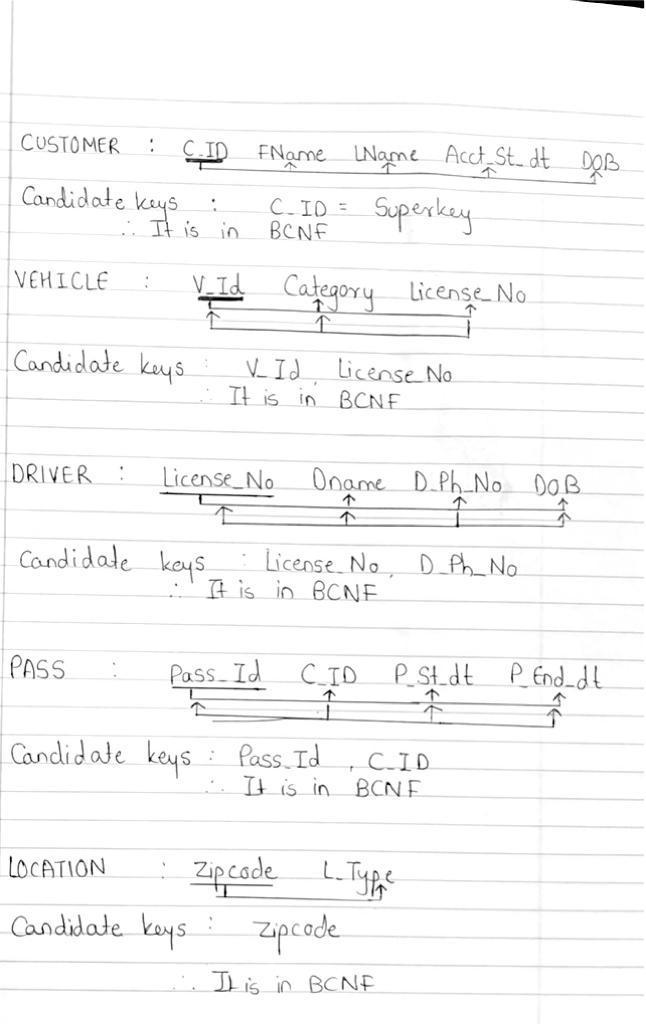 CUSTOMER : C_ID FName LName Acct_St_dt DOB
Candidate keys : C_ID = Superkey
∴ It is in BCNF
VEHICLE : V_Id Category License_No
Candidate keys : V_Id, License_No
∴ It is in BCNF
DRIVER : License_No Dname D_Ph_No DOB
Candidate keys : License_No, D_Ph_No
∴ It is in BCNF
PASS : Pass_Id C_ID P_St_dt P_End_dt
Candidate keys : Pass_Id, C_ID
∴ It is in BCNF
LOCATION : Zipcode L_Type
Candidate keys : Zipcode
∴ It is in BCNF